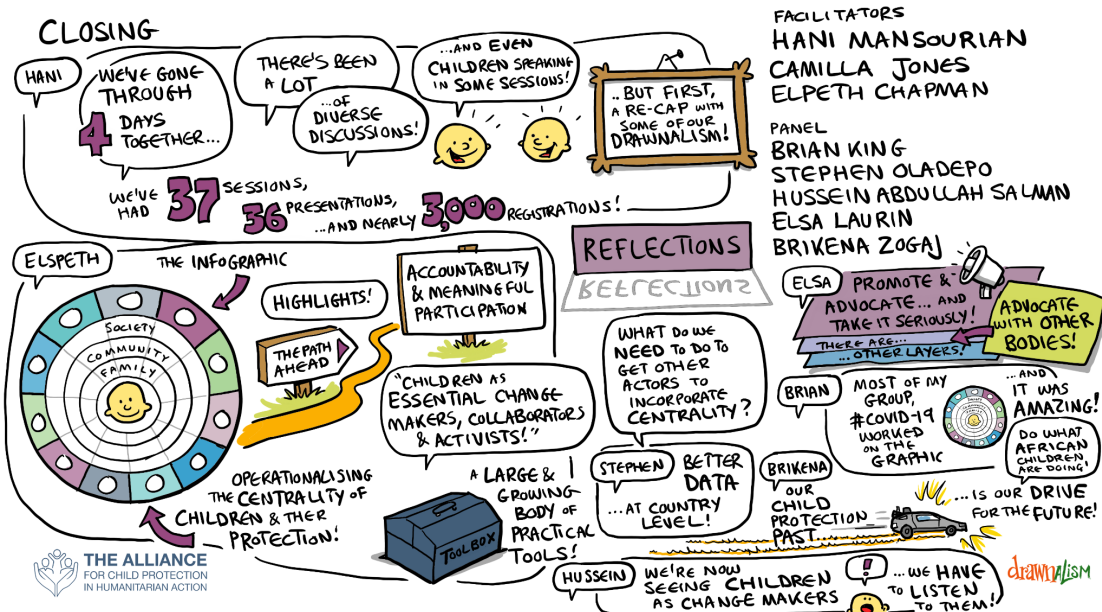 CLOSING
HANI
WE'VE GONE
THROUGH
4 DAYS
TOGETHER...
THERE'S BEEN
A LOT
...OF
DIVERSE
DISCUSSIONS!
...AND EVEN
CHILDREN SPEAKING
IN SOME SESSIONS!
..BUT FIRST,
A RE-CAP WITH
SOME OF OUR
DRAWNALISM!
WE'VE
HAD 37 SESSIONS,
36 PRESENTATIONS,
...AND NEARLY 3,000 REGISTRATIONS!
FACILITATORS
HANI MANSOURIAN
CAMILLA JONES
ELPETH CHAPMAN
PANEL
BRIAN KING
STEPHEN OLADEPO
HUSSEIN ABDULLAH SALMAN
ELSA LAURIN
BRIKENA ZOGAJ
ELSPETH
THE INFOGRAPHIC
SOCIETY
COMMUNITY
FAMILY
HIGHLIGHTS!
THE PATH
AHEAD
ACCOUNTABILITY
& MEANINGFUL
PARTICIPATION
"CHILDREN AS
ESSENTIAL CHANGE
MAKERS, COLLABORATORS
& ACTIVISTS!"
OPERATIONALISING
THE CENTRALITY OF
CHILDREN & THER
PROTECTION!
A LARGE &
GROWING
BODY OF
PRACTICAL
TOOLS!
TOOLBOX
REFLECTIONS
REFLECTIONS
WHAT DO WE
NEED TO DO TO
GET OTHER
ACTORS TO
INCORPORATE
CENTRALITY?
STEPHEN
BETTER
DATA
...AT COUNTRY
LEVEL!
ELSA
PROMOTE &
ADVOCATE... AND
TAKE IT SERIOUSLY!
THERE ARE...
...OTHER LAYERS!
ADVOCATE
WITH OTHER
BODIES!
BRIAN
MOST OF MY
GROUP,
#COVID-19
WORKED
ON THE
GRAPHIC
...AND
IT WAS
AMAZING!
DO WHAT
AFRICAN
CHILDREN
ARE DOING!
BRIKENA
OUR
CHILD
PROTECTION
PAST...
...IS OUR DRIVE
FOR THE FUTURE!
HUSSEIN
WE'RE NOW
SEEING CHILDREN
AS CHANGE MAKERS
!
...WE HAVE
TO LISTEN
TO THEM!
THE ALLIANCE
FOR CHILD PROTECTION
IN HUMANITARIAN ACTION
drawnalism